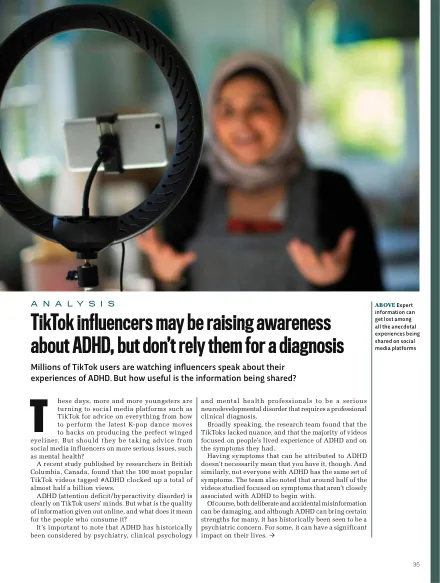 ANALYSIS
TikTok influencers may be raising awareness
about ADHD, but don't rely them for a diagnosis
Millions of TikTok users are watching influencers speak about their
experiences of ADHD. But how useful is the information being shared?
These days, more and more youngsters are
turning to social media platforms such as
TikTok for advice on everything from how
to perform the latest K-pop dance moves
to hacks on producing the perfect winged
eyeliner. But should they be taking advice from
social media influencers on more serious issues, such
as mental health?
A recent study published by researchers in British
Columbia, Canada, found that the 100 most popular
TikTok videos tagged #ADHD clocked up a total of
almost half a billion views.
ADHD (attention deficit/hyperactivity disorder) is
clearly on TikTok users' minds. But what is the quality
of information given out online, and what does it mean
for the people who consume it?
It's important to note that ADHD has historically
been considered by psychiatry, clinical psychology
and mental health professionals to be a serious
neurodevelopmental disorder that requires a professional
clinical diagnosis.
Broadly speaking, the research team found that the
TikToks lacked nuance, and that the majority of videos
focused on people's lived experience of ADHD and on
the symptoms they had.
Having symptoms that can be attributed to ADHD
doesn't necessarily mean that you have it, though. And
similarly, not everyone with ADHD has the same set of
symptoms. The team also noted that around half of the
videos studied focused on symptoms that aren't closely
associated with ADHD to begin with.
Of course, both deliberate and accidental misinformation
can be damaging, and although ADHD can bring certain
strengths for many, it has historically been seen to be a
psychiatric concern. For some, it can have a significant
impact on their lives. →
ABOVE Expert
information can
get lost among
all the anecdotal
experiences being
shared on social
media platforms
35